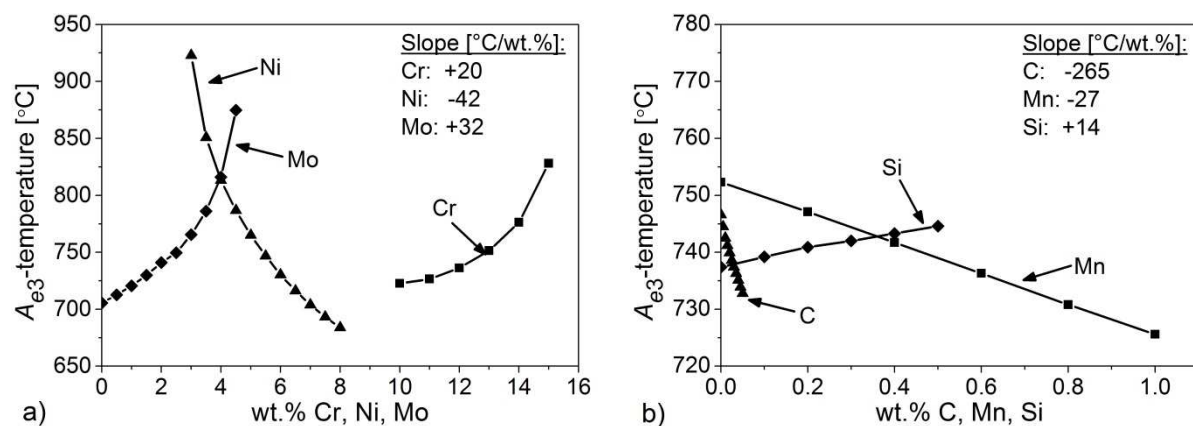 950
900
850
800
750
700
650
Ae3-temperature [°C]
Slope [°C/wt.%]:
Cr: +20
Ni: -42
Mo: +32
Ni
Mo
Cr
0 2 4 6 8 10 12 14 16
wt.% Cr, Ni, Mo
a)
780
770
760
750
740
730
720
Ae3-temperature [°C]
Slope [°C/wt.%]:
C: -265
Mn: -27
Si: +14
Si
Mn
C
0.0 0.2 0.4 0.6 0.8 1.0
wt.% C, Mn, Si
b)